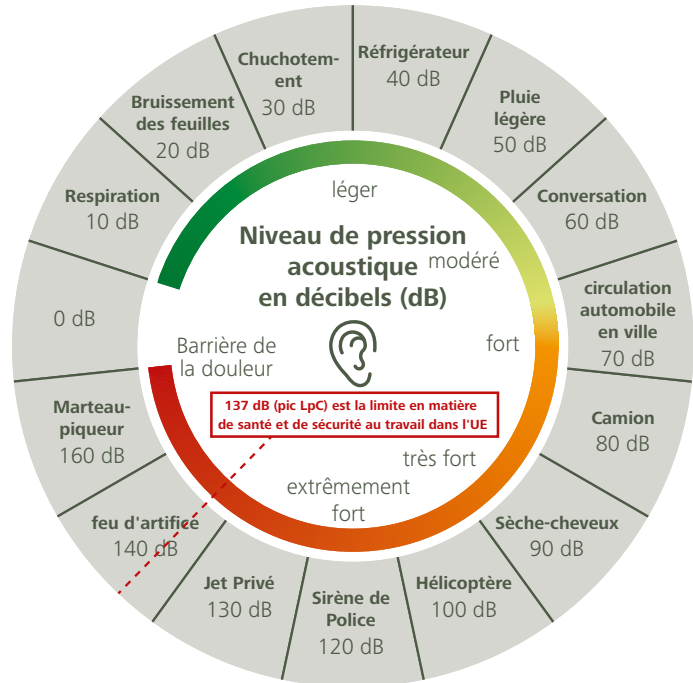 Niveau de pression
acoustique
en décibels (dB)
léger
modéré
fort
très fort
extrêmement
fort
Barrière de
la douleur
137 dB (pic LpC) est la limite en matière
de santé et de sécurité au travail dans l'UE
0 dB
Respiration
10 dB
Bruissement
des feuilles
20 dB
Chuchotem-
ent
30 dB
Réfrigérateur
40 dB
Pluie
légère
50 dB
Conversation
60 dB
circulation
automobile
en ville
70 dB
Camion
80 dB
Sèche-cheveux
90 dB
Hélicoptère
100 dB
Sirène de
Police
120 dB
Jet Privé
130 dB
feu d'artifice
140 dB
Marteau-
piqueur
160 dB